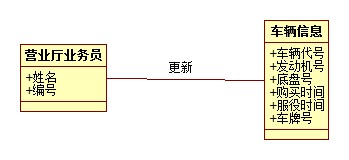 营业厅业务员
+姓名
+编号
更新
车辆信息
+车辆代号
+发动机号
+底盘号
+购买时间
+服役时间
+车牌号